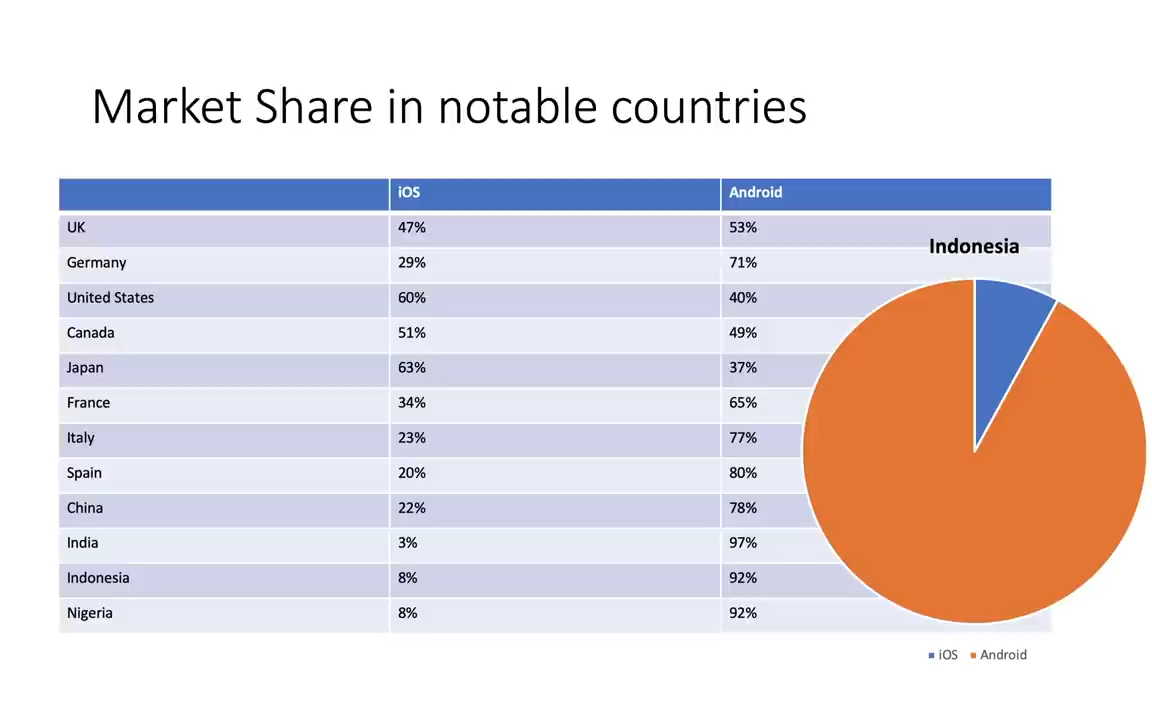 Market Share in notable countries
iOS Android
UK 47% 53%
Germany 29% 71%
United States 60% 40%
Canada 51% 49%
Japan 63% 37%
France 34% 65%
Italy 23% 77%
Spain 20% 80%
China 22% 78%
India 3% 97%
Indonesia 8% 92%
Nigeria 8% 92%
Indonesia
iOS Android